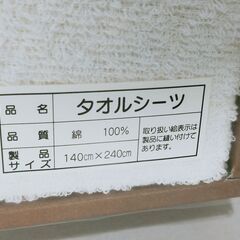 品名 タオルシーツ
品質 綿 100%
製品サイズ 140cm×240cm
取り扱い絵表示は
製品に縫い付けて
あります。